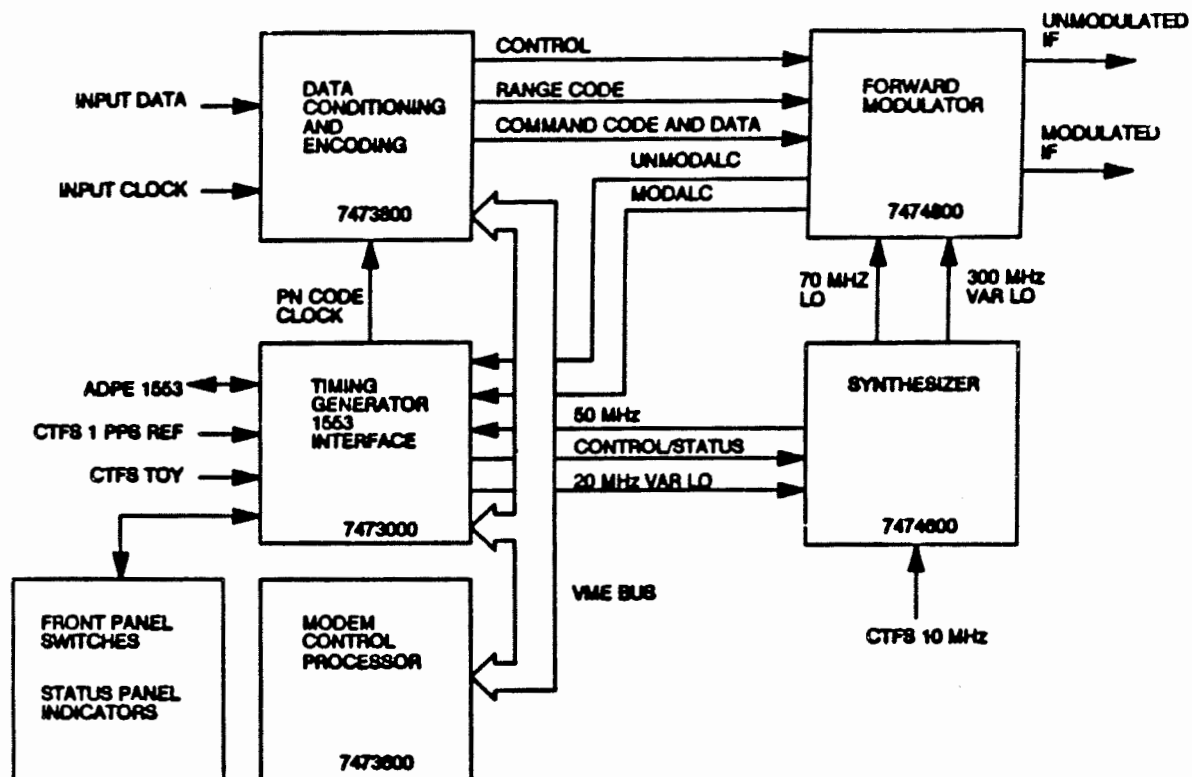 UNMODULATED
IF
CONTROL
DATA
CONDITIONING
AND
ENCODING
FORWARD
MODULATOR
INPUT DATA
RANGE CODE
COMMAND CODE AND DATA
MODULATED
IF
UNMODALC
INPUT CLOCK
MODALC
7473800
7474800
PN CODE
CLOCK
70 MHZ
LO
300 MHz
VAR LO
ADPE 1553
TIMING
GENERATOR
1553
INTERFACE
SYNTHESIZER
50 MHz
CTFS 1 PPS REF
CONTROL/STATUS
CTFS TOY
20 MHz VAR LO
7473000
7474600
VME BUS
FRONT PANEL
SWITCHES
STATUS PANEL
INDICATORS
MODEM
CONTROL
PROCESSOR
CTFS 10 MHz
7473600